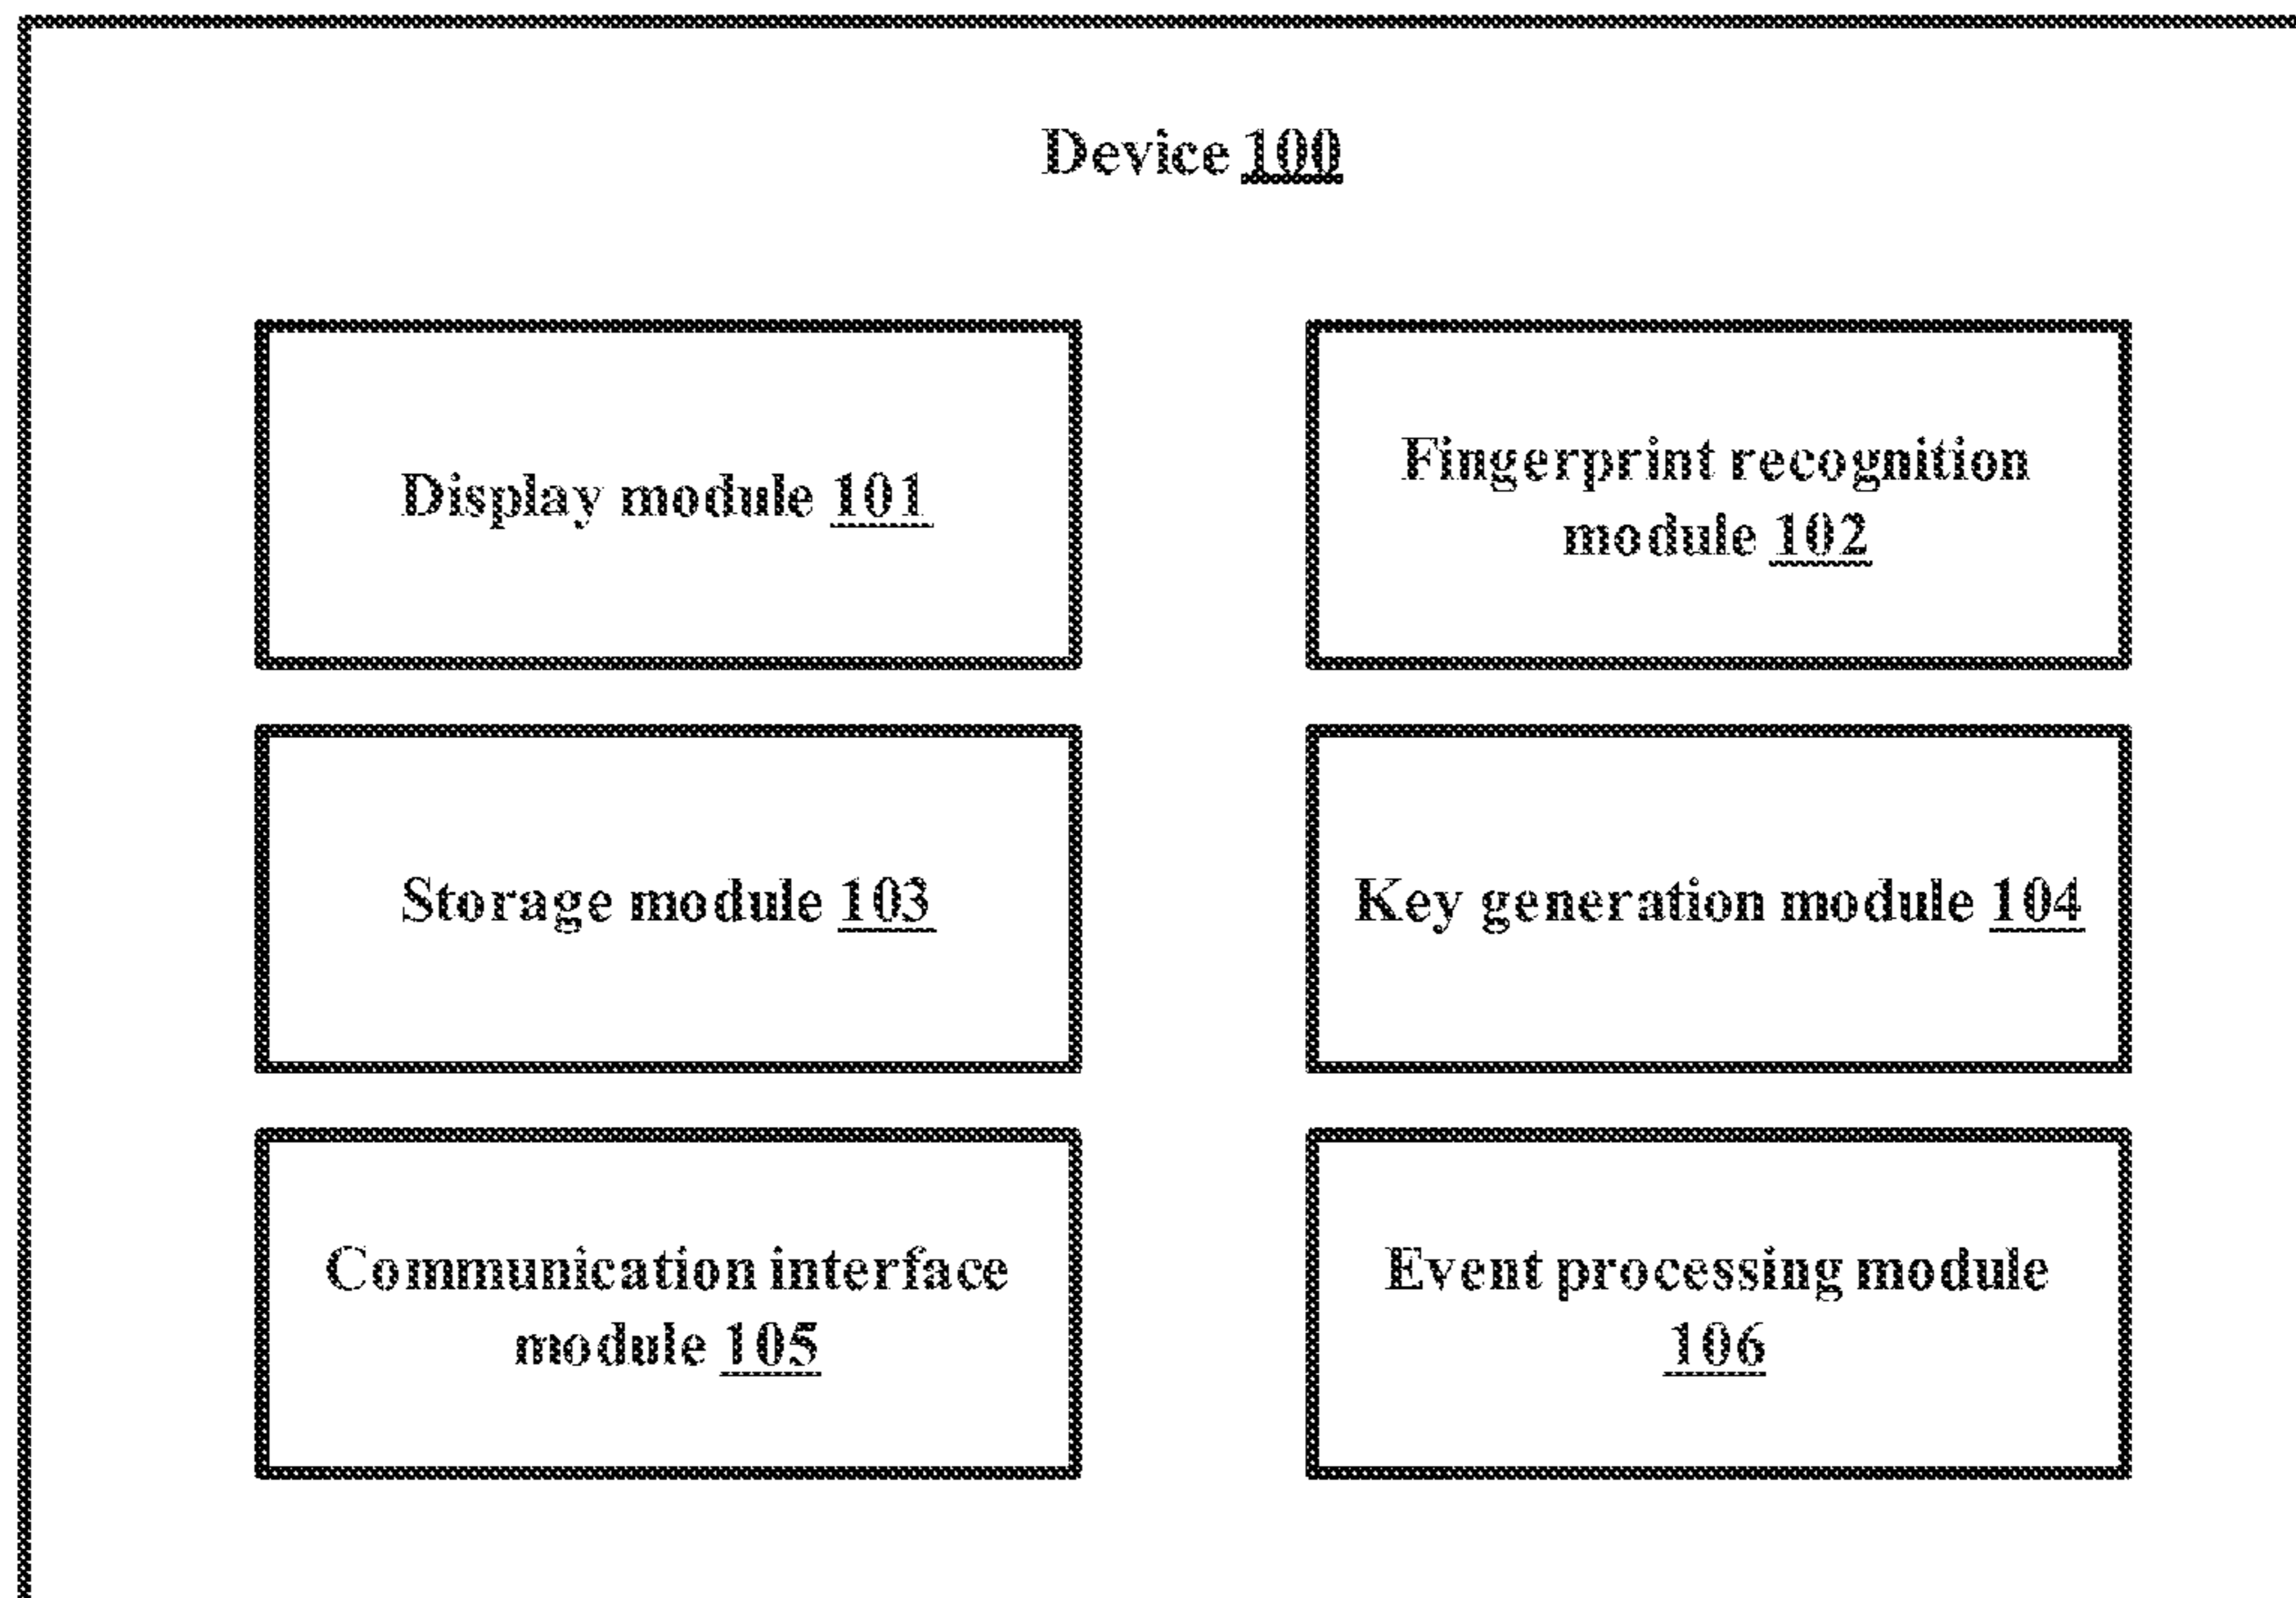 Device 100
Display module 101
Fingerprint recognition
module 102
Storage module 103
Key generation module 104
Communication interface
module 105
Event processing module
106